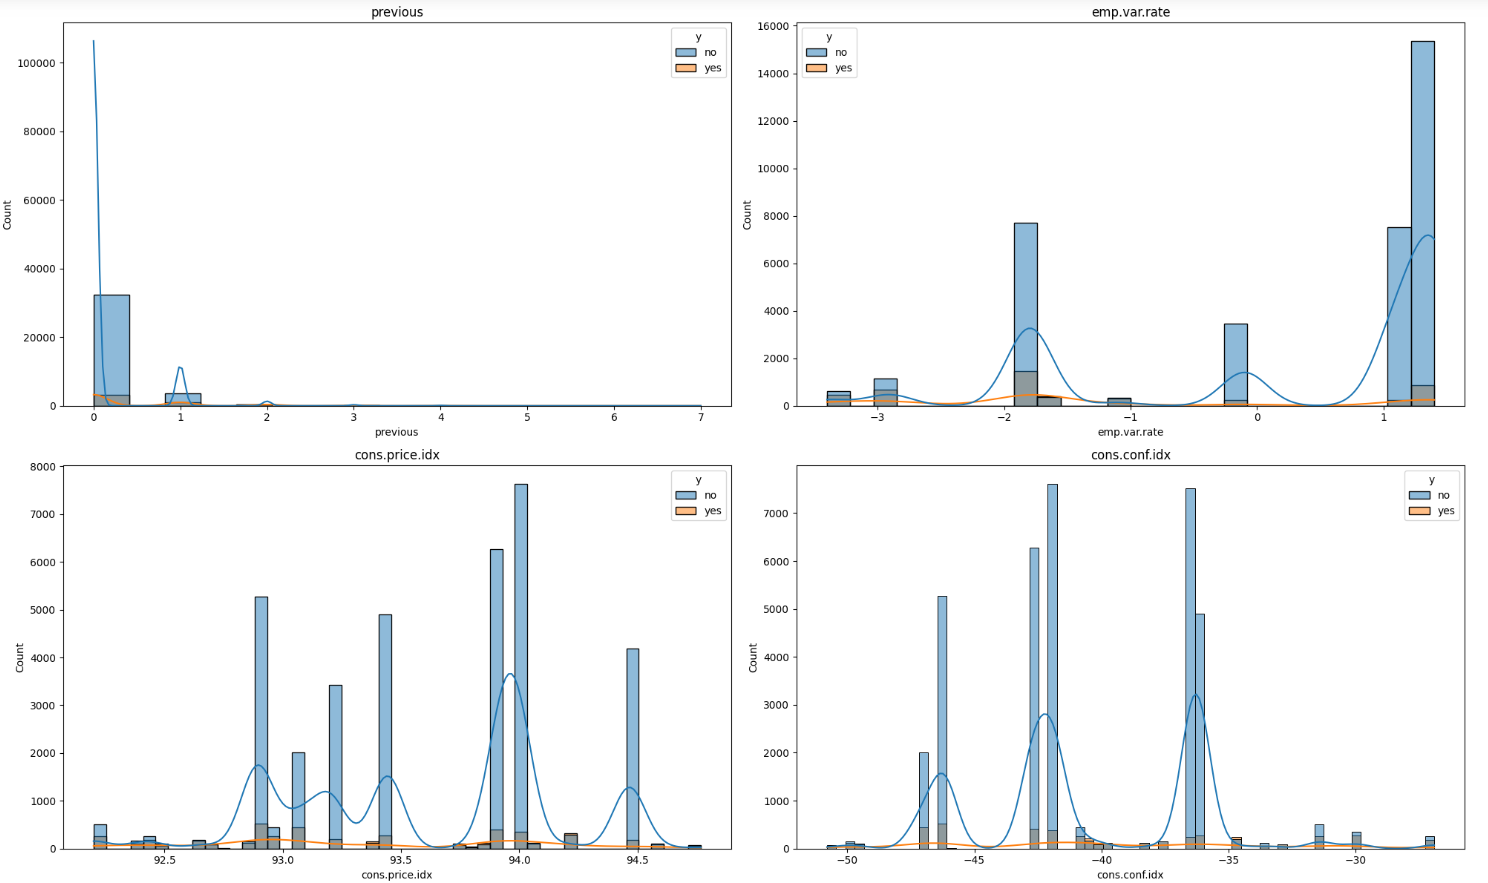 previous
y
no
yes
100000
80000
60000
40000
20000
0
Count
0 1 2 3 4 5 6 7
previous
emp.var.rate
y
no
yes
16000
14000
12000
10000
8000
6000
4000
2000
0
Count
−3 −2 −1 0 1
emp.var.rate
cons.price.idx
y
no
yes
8000
7000
6000
5000
4000
3000
2000
1000
0
Count
92.5 93.0 93.5 94.0 94.5
cons.price.idx
cons.conf.idx
y
no
yes
7000
6000
5000
4000
3000
2000
1000
0
Count
−50 −45 −40 −35 −30
cons.conf.idx